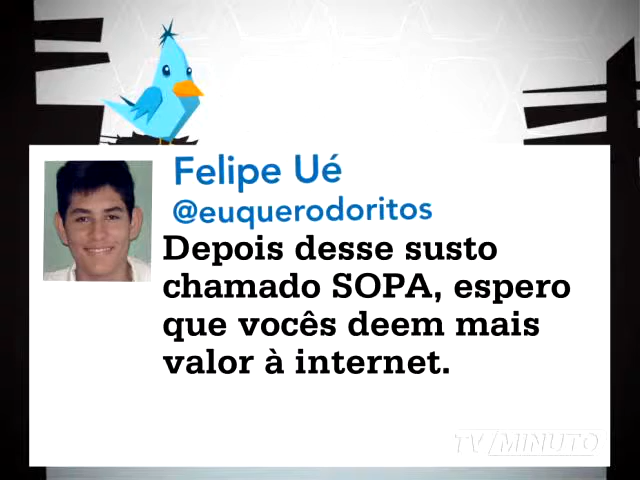 Felipe Ué
@euquerodoritos
Depois desse susto
chamado SOPA, espero
que vocês deem mais
valor à internet.
TV MINUTO